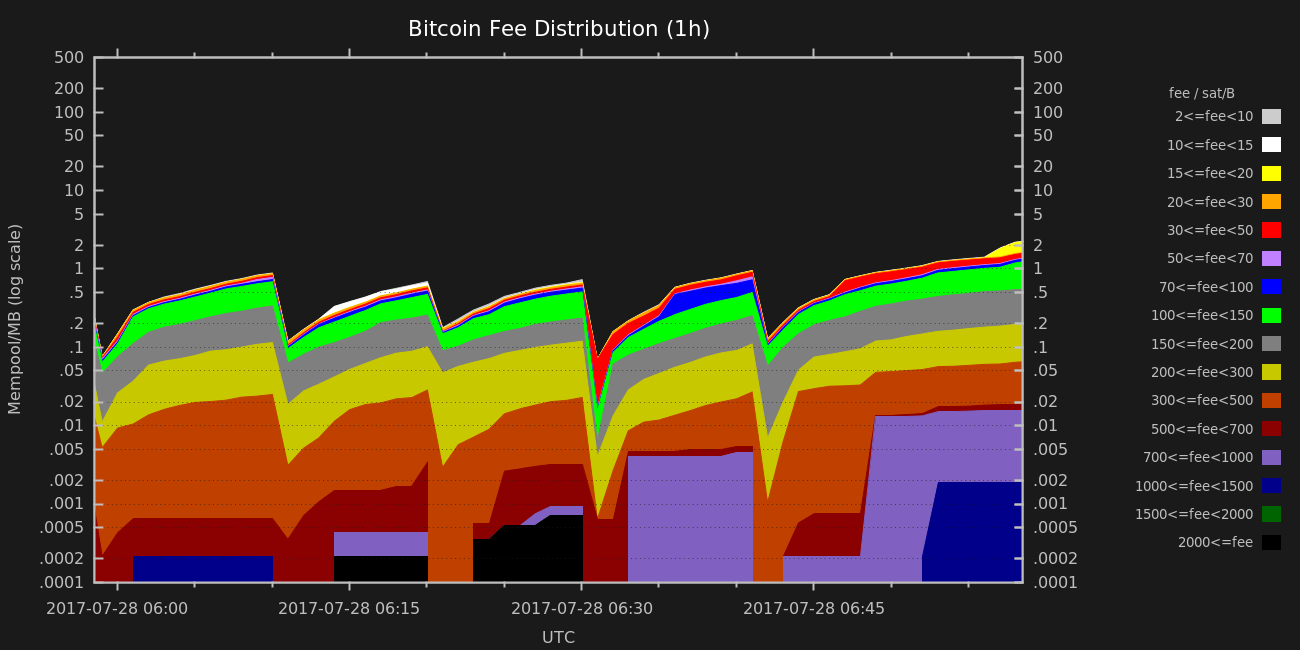 Bitcoin Fee Distribution (1h)
Mempool/MB (log scale)
500
200
100
50
20
10
5
2
1
.5
.2
.1
.05
.02
.01
.005
.002
.001
.0005
.0002
.0001
500
200
100
50
20
10
5
2
1
.5
.2
.1
.05
.02
.01
.005
.002
.001
.0005
.0002
.0001
2017-07-28 06:00
2017-07-28 06:15
2017-07-28 06:30
2017-07-28 06:45
UTC
fee / sat/B
2<=fee<10
10<=fee<15
15<=fee<20
20<=fee<30
30<=fee<50
50<=fee<70
70<=fee<100
100<=fee<150
150<=fee<200
200<=fee<300
300<=fee<500
500<=fee<700
700<=fee<1000
1000<=fee<1500
1500<=fee<2000
2000<=fee